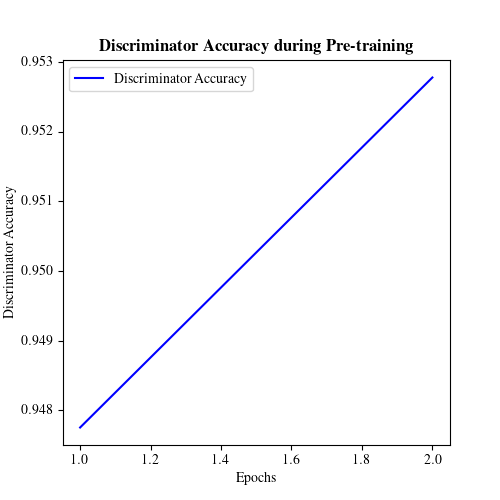 Discriminator Accuracy during Pre-training
Discriminator Accuracy
0.953
0.952
0.951
0.950
0.949
0.948
Discriminator Accuracy
1.0 1.2 1.4 1.6 1.8 2.0
Epochs